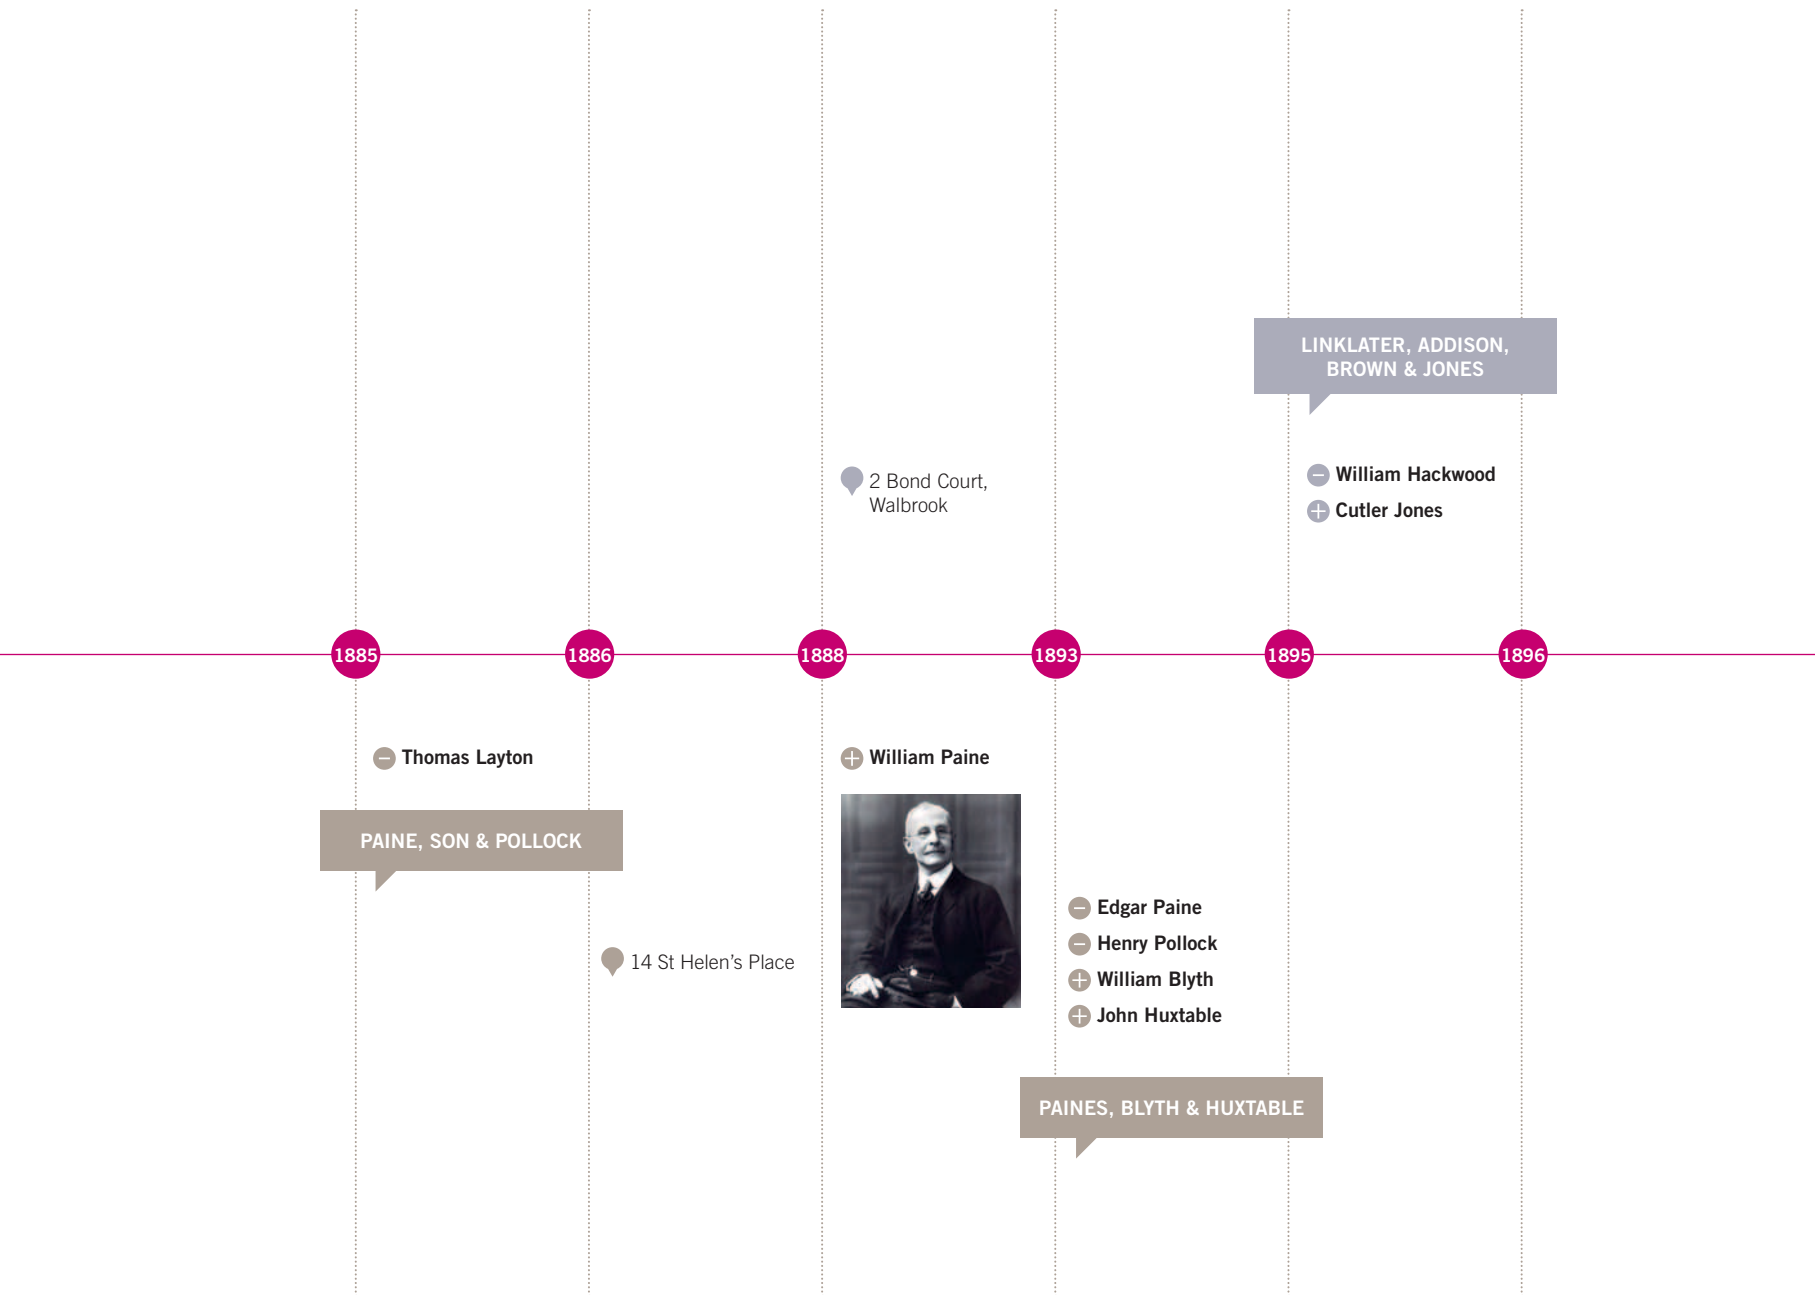 LINKLATER, ADDISON,
BROWN & JONES
2 Bond Court,
Walbrook
William Hackwood
Cutler Jones
1885
1886
1888
1893
1895
1896
Thomas Layton
William Paine
PAINE, SON & POLLOCK
14 St Helen’s Place
Edgar Paine
Henry Pollock
William Blyth
John Huxtable
PAINES, BLYTH & HUXTABLE